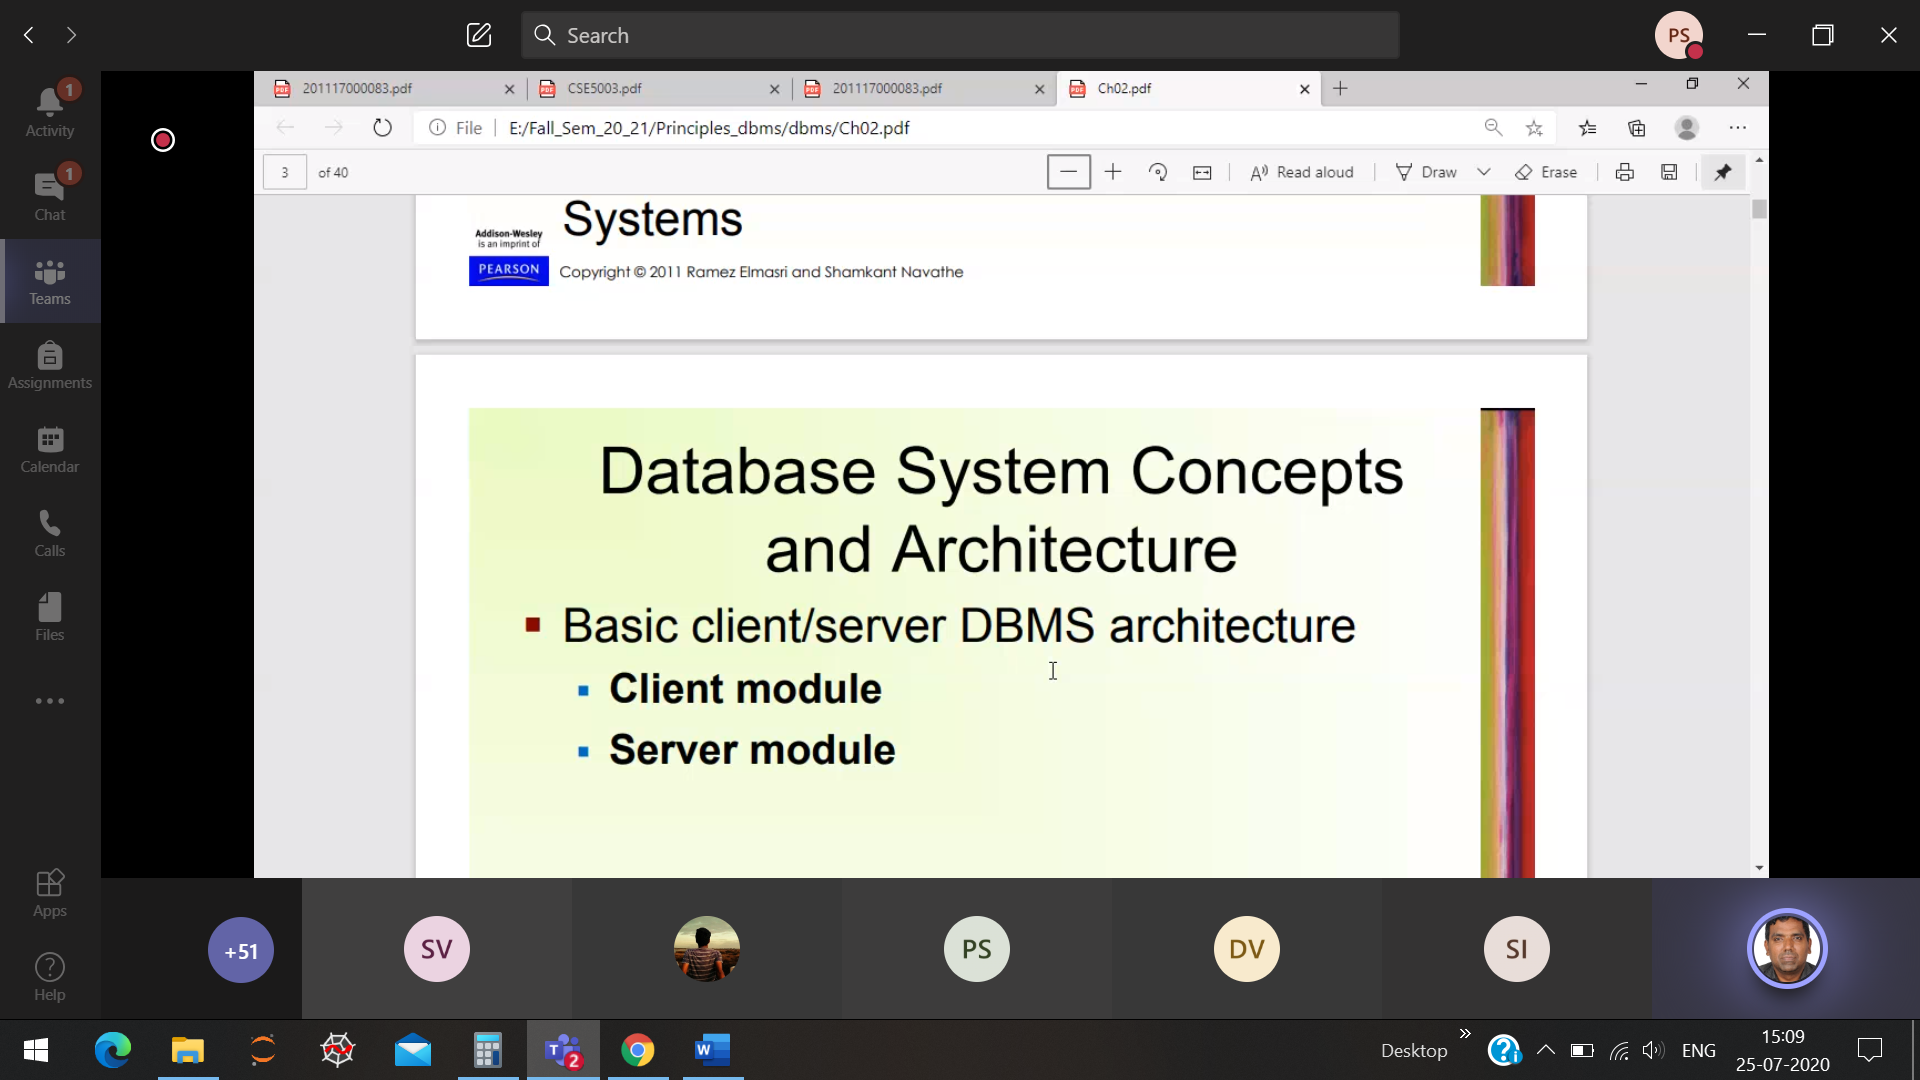 Search
PS
201117000083.pdf
CSE5003.pdf
201117000083.pdf
Ch02.pdf
File
E:/Fall_Sem_20_21/Principles_dbms/dbms/Ch02.pdf
3 of 40
Read aloud
Draw
Erase
1
Activity
1
Chat
Teams
Assignments
Calendar
Calls
Files
Apps
Help
Systems
Addison-Wesley
is an imprint of
PEARSON
Copyright © 2011 Ramez Elmasri and Shamkant Navathe
Database System Concepts
and Architecture
Basic client/server DBMS architecture
Client module
Server module
+51
SV
PS
DV
SI
T
2
W
Desktop
ENG
15:09
25-07-2020